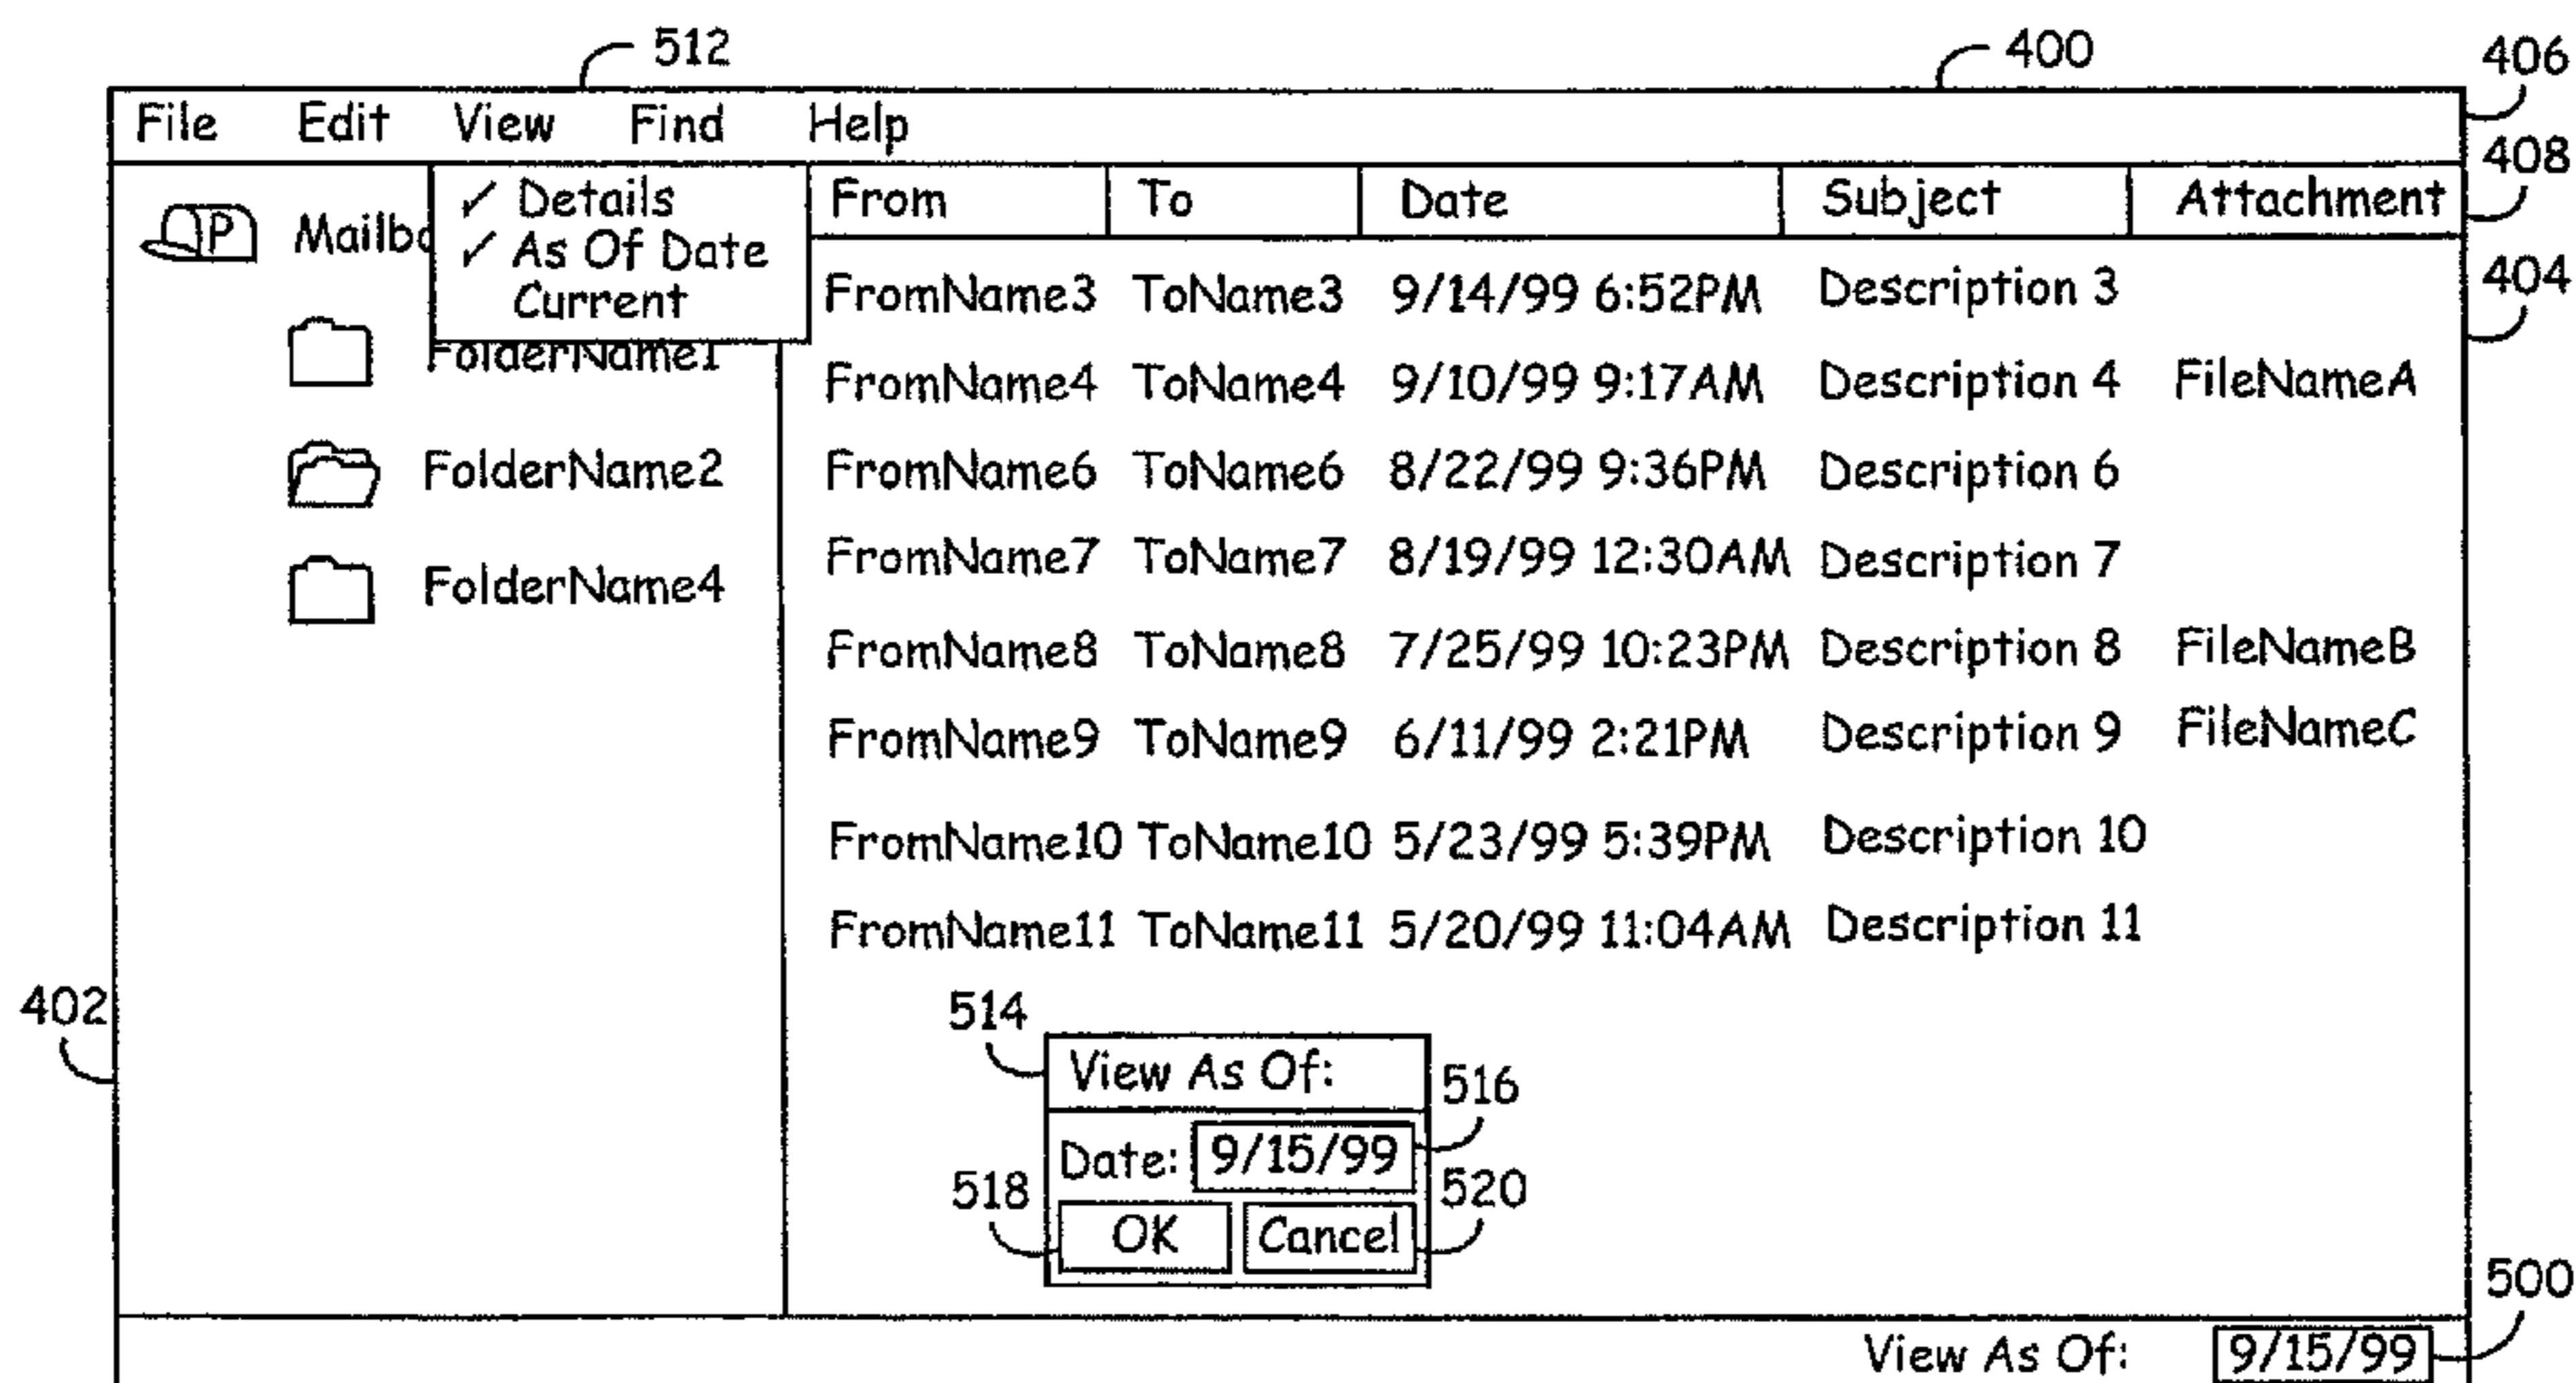 512 400 406
File Edit View Find Help
408
✓ Details From To Date Subject Attachment
✓ As Of Date
Current
404
FromName3 ToName3 9/14/99 6:52PM Description 3
FolderName1
FromName4 ToName4 9/10/99 9:17AM Description 4 FileNameA
FolderName2 FromName6 ToName6 8/22/99 9:36PM Description 6
FromName7 ToName7 8/19/99 12:30AM Description 7
FolderName4
FromName8 ToName8 7/25/99 10:23PM Description 8 FileNameB
FromName9 ToName9 6/11/99 2:21PM Description 9 FileNameC
FromName10 ToName10 5/23/99 5:39PM Description 10
FromName11 ToName11 5/20/99 11:04AM Description 11
402 514
View As Of:
516
Date: 9/15/99
518 520
OK Cancel
500
View As Of: 9/15/99